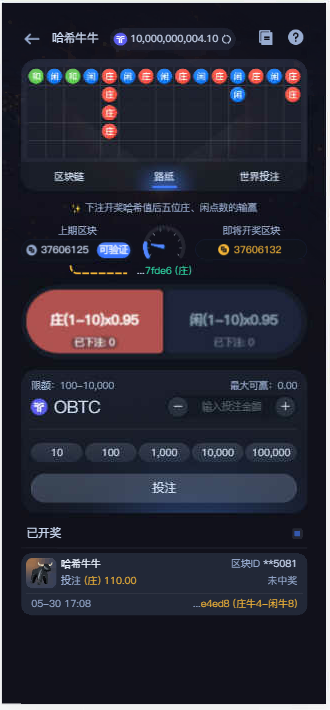 哈希牛牛 10,000,000,004.10
和 闲 和 闲 庄 闲 庄 闲 庄 闲 庄 闲 庄 闲 庄
庄 闲 庄
庄
庄
区块链 路纸 世界投注
下注开奖哈希值后五位庄、闲点数的输赢
上期区块 即将开奖区块
37606125 可验证 37606132
...7fde6 (庄)
庄(1-10)x0.95 闲(1-10)x0.95
已下注: 0 已下注: 0
限额: 100-10,000 最大可赢: 0.00
OBTC − 输入投注金额 +
10 100 1,000 10,000 100,000
投注
已开奖
哈希牛牛 区块ID **5081
投注 (庄) 110.00 未中奖
05-30 17:08 ...e4ed8 (庄牛4-闲牛8)